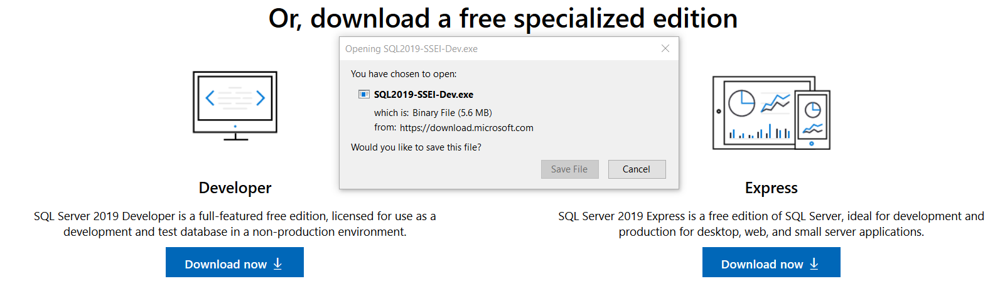 Or, download a free specialized edition
Opening SQL2019-SSEI-Dev.exe
You have chosen to open:
SQL2019-SSEI-Dev.exe
which is: Binary File (5.6 MB)
from: https://download.microsoft.com
Would you like to save this file?
Save File
Cancel
Developer
SQL Server 2019 Developer is a full-featured free edition, licensed for use as a
development and test database in a non-production environment.
Download now
Express
SQL Server 2019 Express is a free edition of SQL Server, ideal for development and
production for desktop, web, and small server applications.
Download now